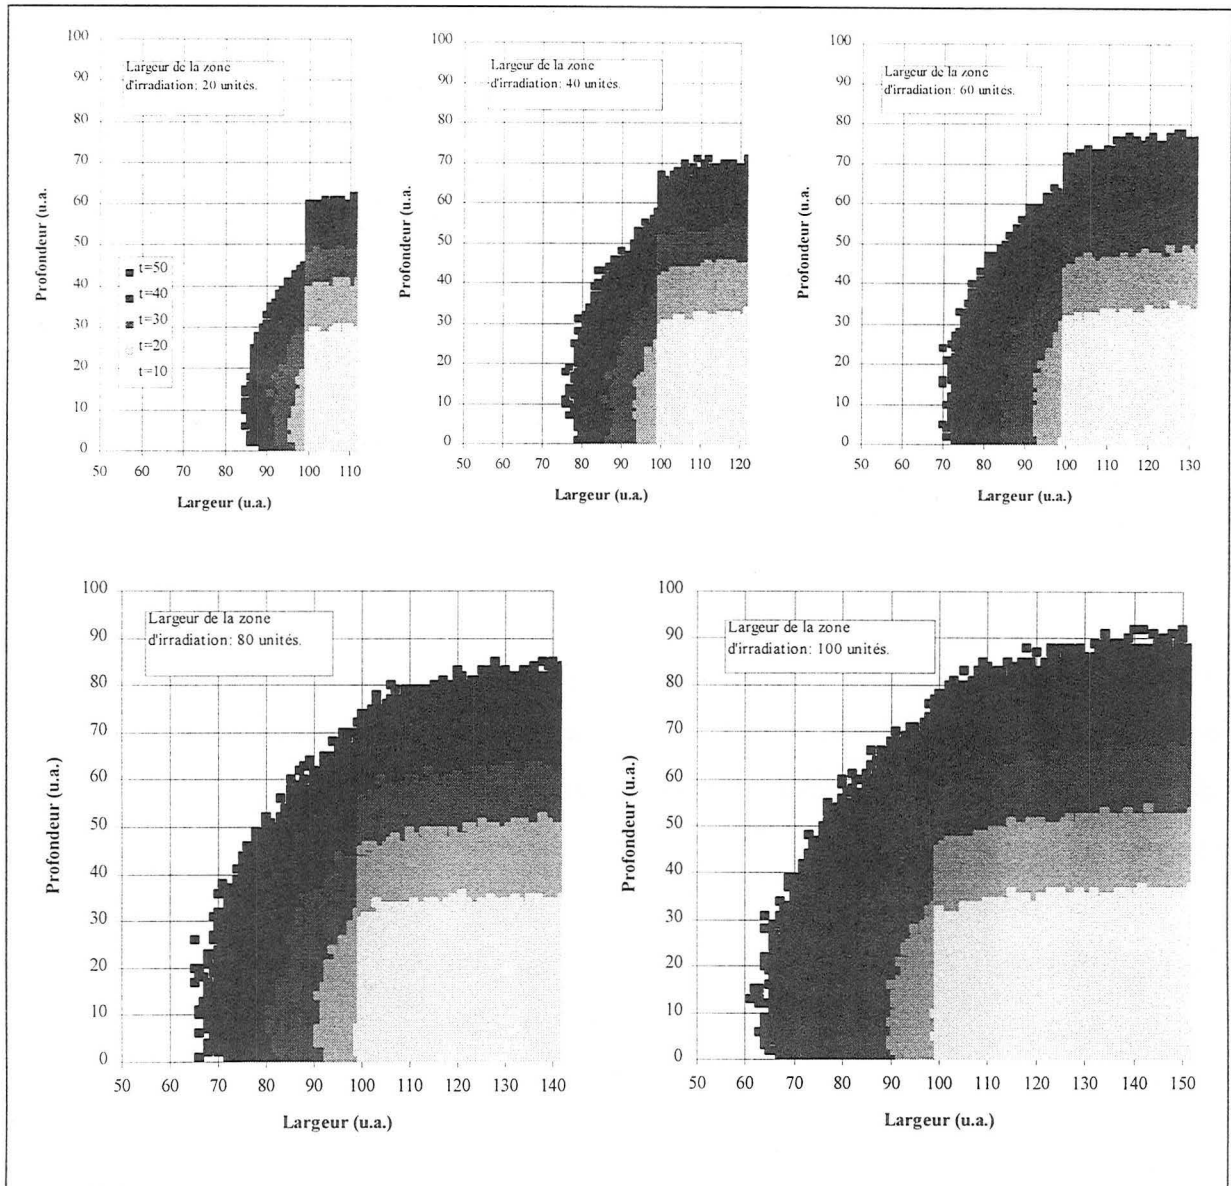 100
90
80
70
60
50
40
30
20
10
0
Profondeur (u.a.
Largeur de la zone
d'irradiation: 20 unités.
t=50
t=40
t=30
t=20
t=10
50 60 70 80 90 100 110
Largeur (u.a.)
100
90
80
70
60
50
40
30
20
10
0
Profondeur (u.a.
Largeur de la zone
d'irradiation: 40 unités.
50 60 70 80 90 100 110 120
Largeur (u.a.)
100
90
80
70
60
50
40
30
20
10
0
Profondeur (u.a.
Largeur de la zone
d'irradiation: 60 unités.
50 60 70 80 90 100 110 120 130
Largeur (u.a.)
100
90
80
70
60
50
40
30
20
10
0
Profondeur (u.a.)
Largeur de la zone
d'irradiation: 80 unités.
50 60 70 80 90 100 110 120 130 140
Largeur (u.a.)
100
90
80
70
60
50
40
30
20
10
0
Profondeur (u.a.)
Largeur de la zone
d'irradiation: 100 unités.
50 60 70 80 90 100 110 120 130 140 150
Largeur (u.a.)